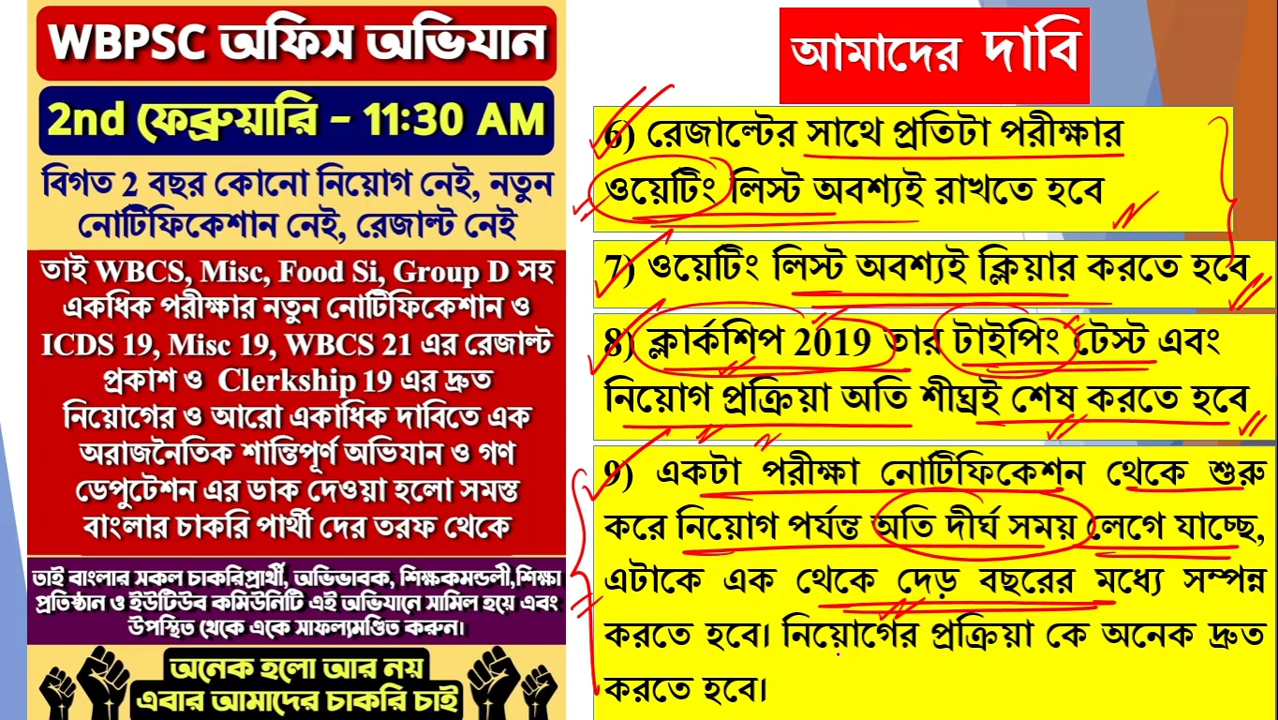 WBPSC অফিস অভিযান
2nd ফেব্রুয়ারি – 11:30 AM
বিগত 2 বছর কোনো নিয়োগ নেই, নতুন
নোটিফিকেশান নেই, রেজাল্ট নেই
তাই WBCS, Misc, Food Si, Group D সহ
একধিক পরীক্ষার নতুন নোটিফিকেশান ও
ICDS 19, Misc 19, WBCS 21 এর রেজাল্ট
প্রকাশ ও Clerkship 19 এর দ্রুত
নিয়োগের ও আরো একাধিক দাবিতে এক
অরাজনৈতিক শান্তিপূর্ণ অভিযান ও গণ
ডেপুটেশন এর ডাক দেওয়া হলো সমস্ত
বাংলার চাকরি পার্থী দের তরফ থেকে
তাই বাংলার সকল চাকরিপ্রার্থী, অভিভাবক, শিক্ষকমন্ডলী,শিক্ষা
প্রতিষ্ঠান ও ইউটিউব কমিউনিটি এই অভিযানে সামিল হয়ে এবং
উপস্থিত থেকে একে সাফল্যমণ্ডিত করুন।
অনেক হলো আর নয়
এবার আমাদের চাকরি চাই
আমাদের দাবি
6) রেজাল্টের সাথে প্রতিটা পরীক্ষার
ওয়েটিং লিস্ট অবশ্যই রাখতে হবে
7) ওয়েটিং লিস্ট অবশ্যই ক্লিয়ার করতে হবে
8) ক্লার্কশিপ 2019 তার টাইপিং টেস্ট এবং
নিয়োগ প্রক্রিয়া অতি শীঘ্রই শেষ করতে হবে
9) একটা পরীক্ষা নোটিফিকেশন থেকে শুরু
করে নিয়োগ পর্যন্ত অতি দীর্ঘ সময় লেগে যাচ্ছে,
এটাকে এক থেকে দেড় বছরের মধ্যে সম্পন্ন
করতে হবে। নিয়োগের প্রক্রিয়া কে অনেক দ্রুত
করতে হবে।